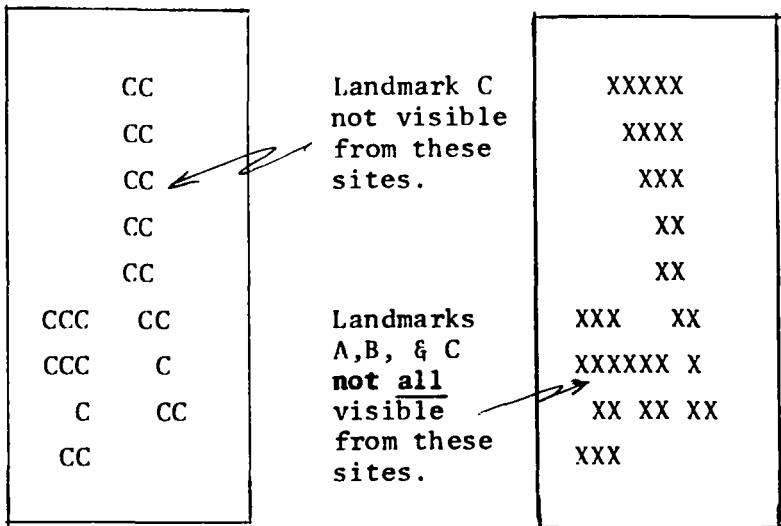 CC
CC
CC
CC
CC
CCC CC
CCC C
C CC
CC
Landmark C
not visible
from these
sites.
Landmarks
A,B, & C
not all
visible
from these
sites.
XXXXX
XXXX
XXX
XX
XX
XXX XX
XXXXXX X
XX XX XX
XXX